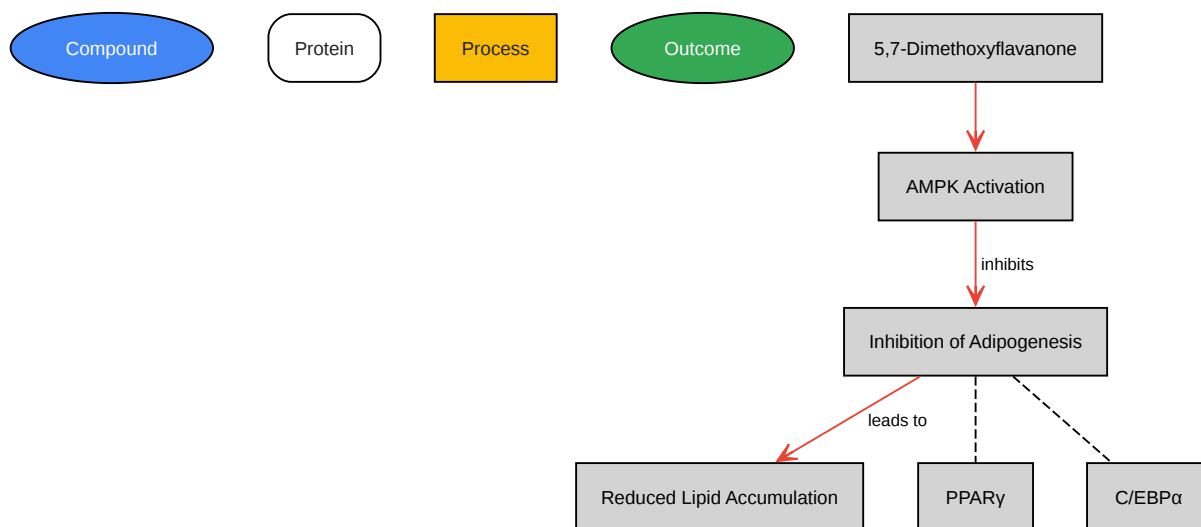 Compound
Protein
Process
Outcome
5,7-Dimethoxyflavanone
AMPK Activation
inhibits
Inhibition of Adipogenesis
leads to
Reduced Lipid Accumulation
PPARγ
C/EBPα